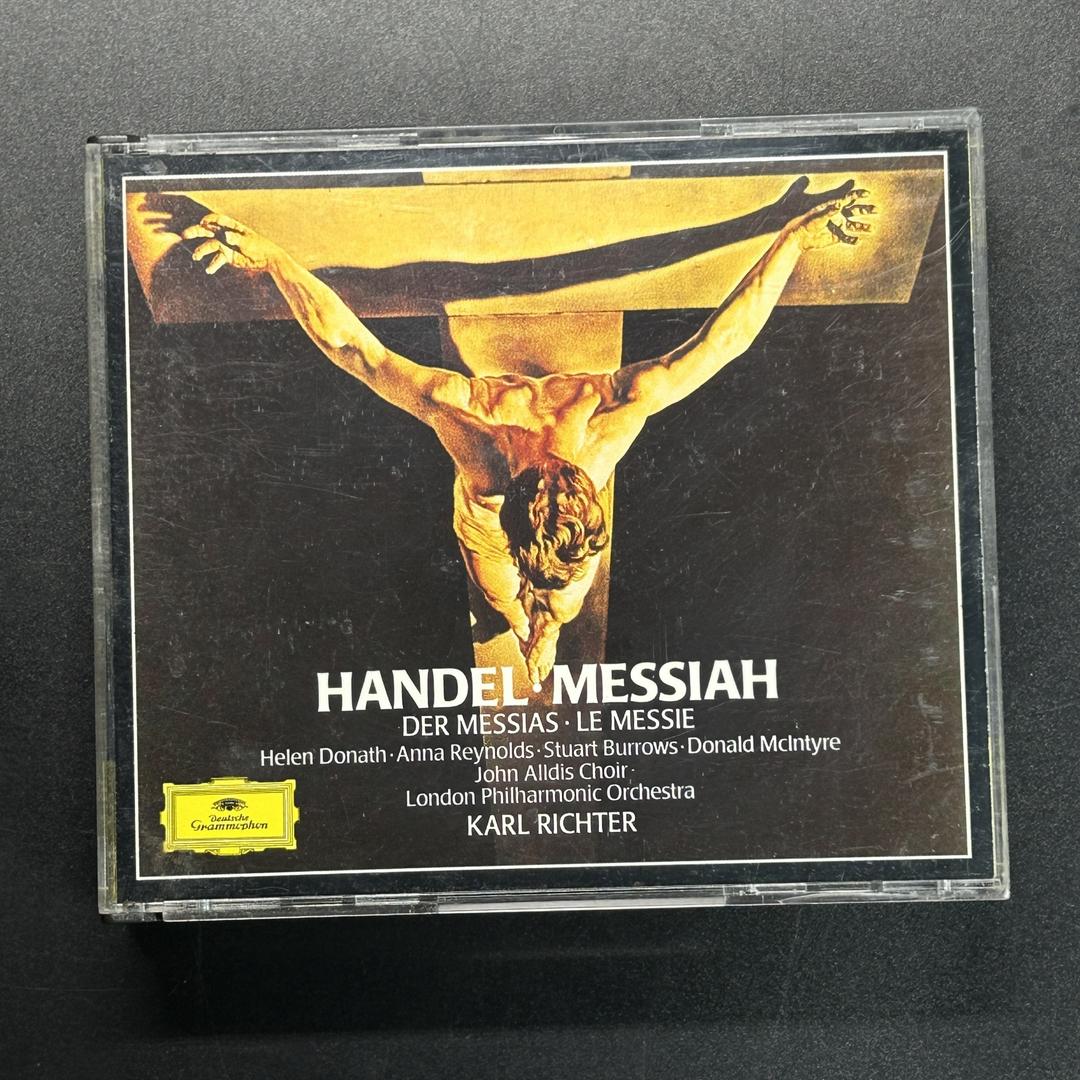 HANDEL · MESSIAH
DER MESSIAS · LE MESSIE
Helen Donath · Anna Reynolds · Stuart Burrows · Donald McIntyre
John Alldis Choir
London Philharmonic Orchestra
KARL RICHTER
Deutsche
Grammophon